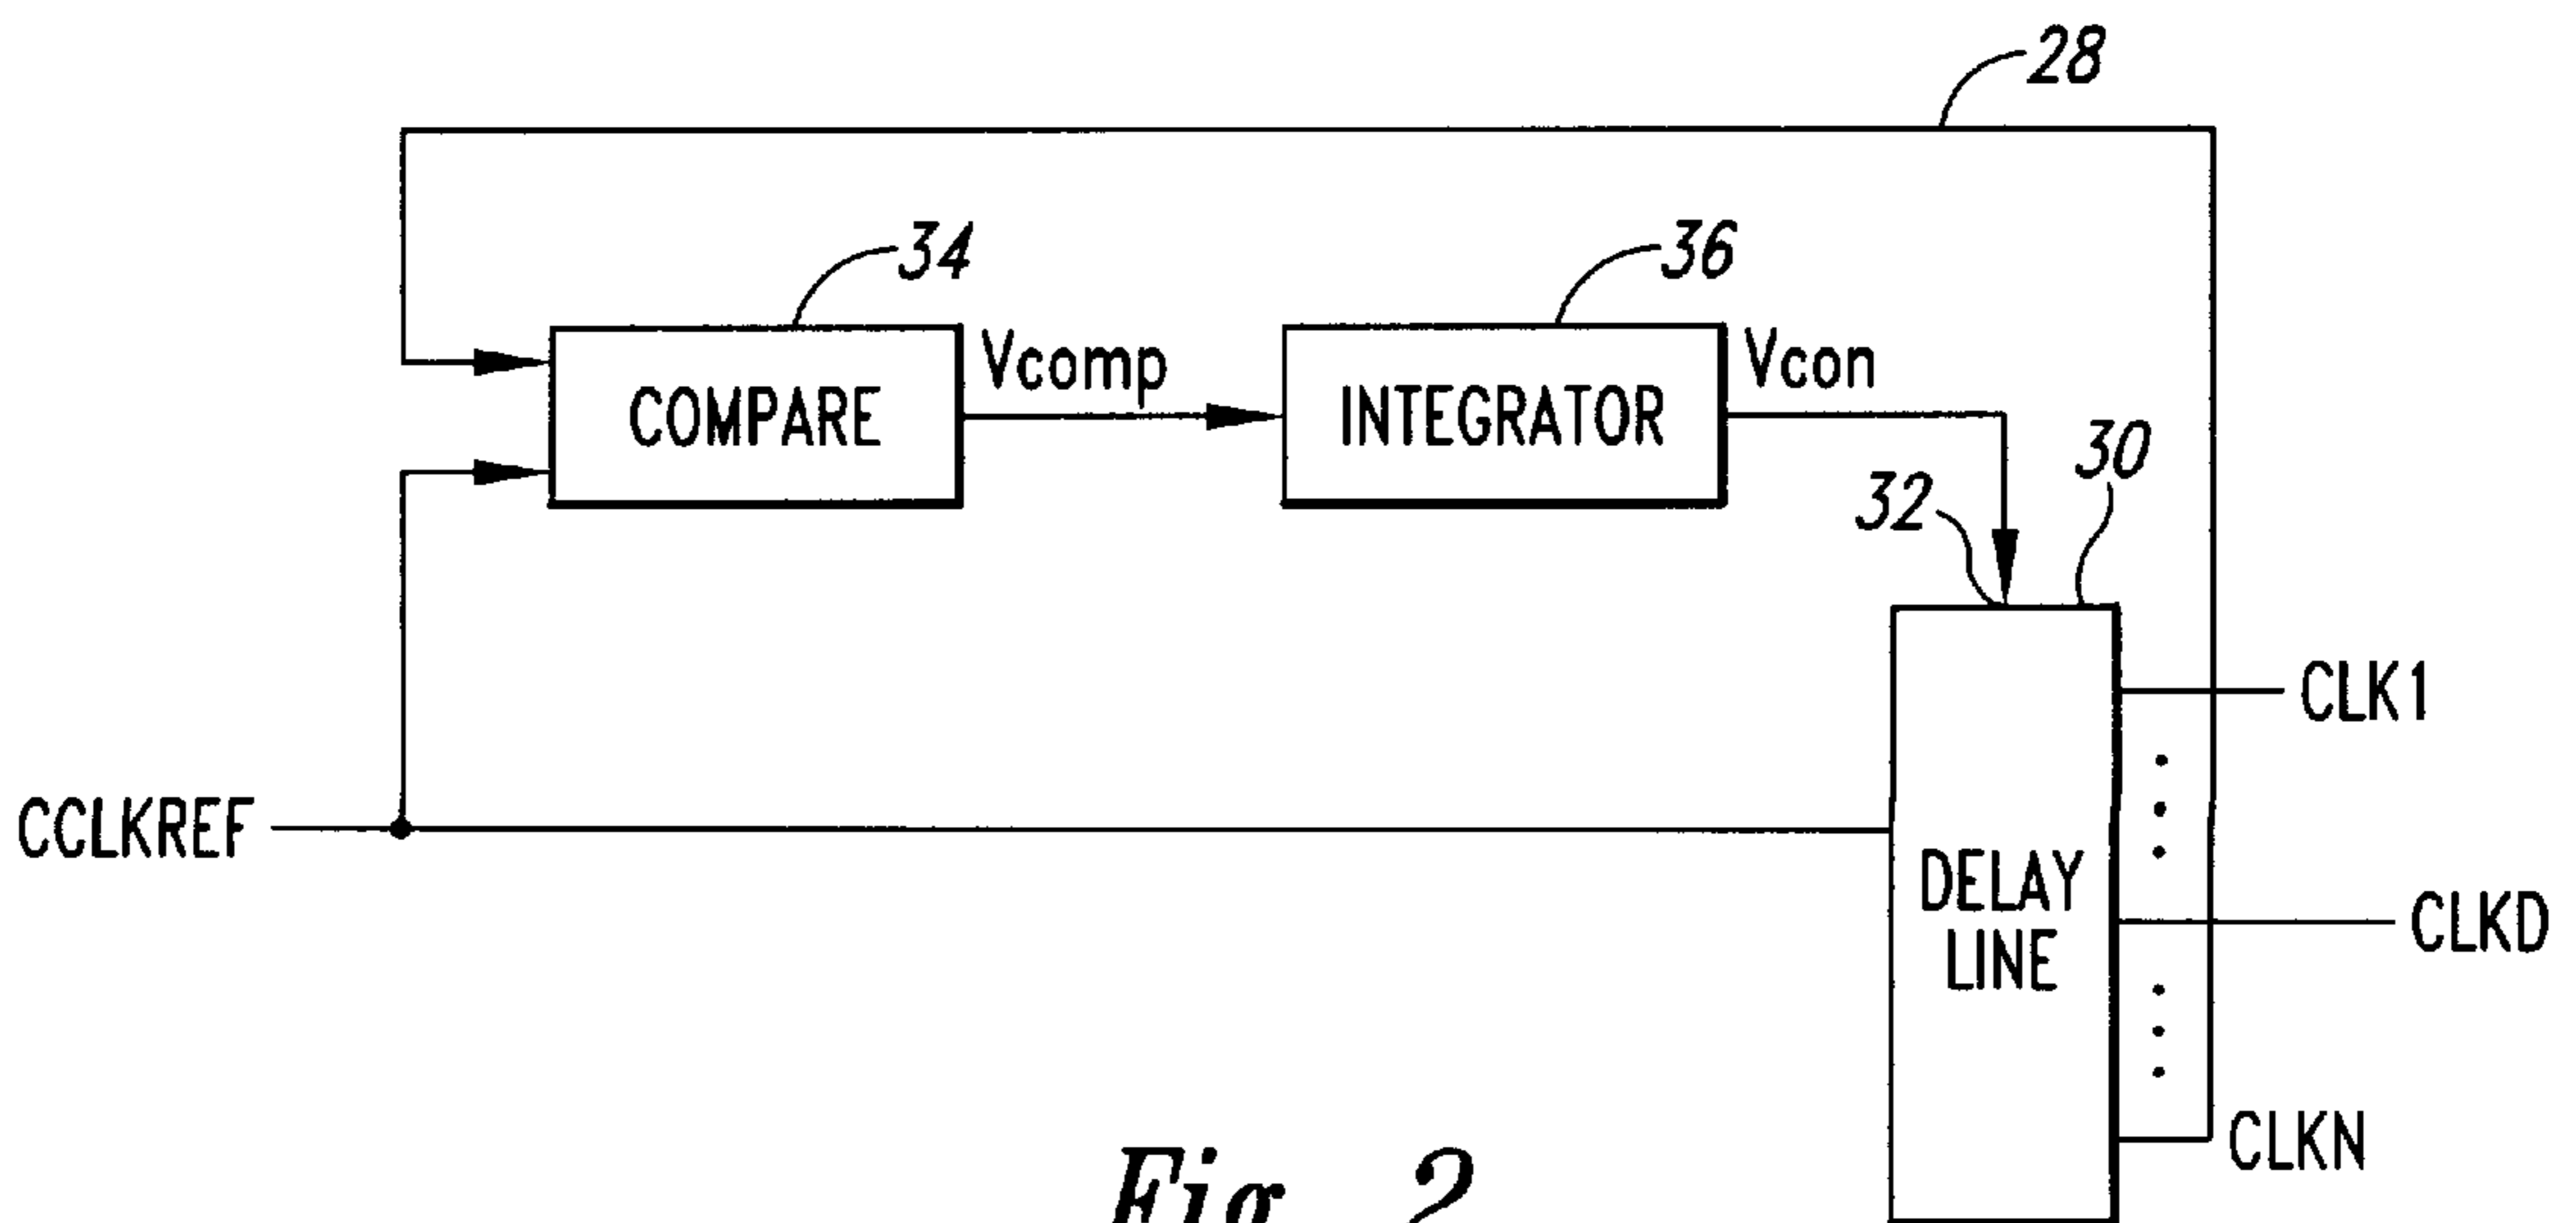 28
34
36
Vcomp
Vcon
COMPARE
INTEGRATOR
30
32
CLK1
CCLKREF
DELAY
LINE
CLKD
CLKN
Fig. 2